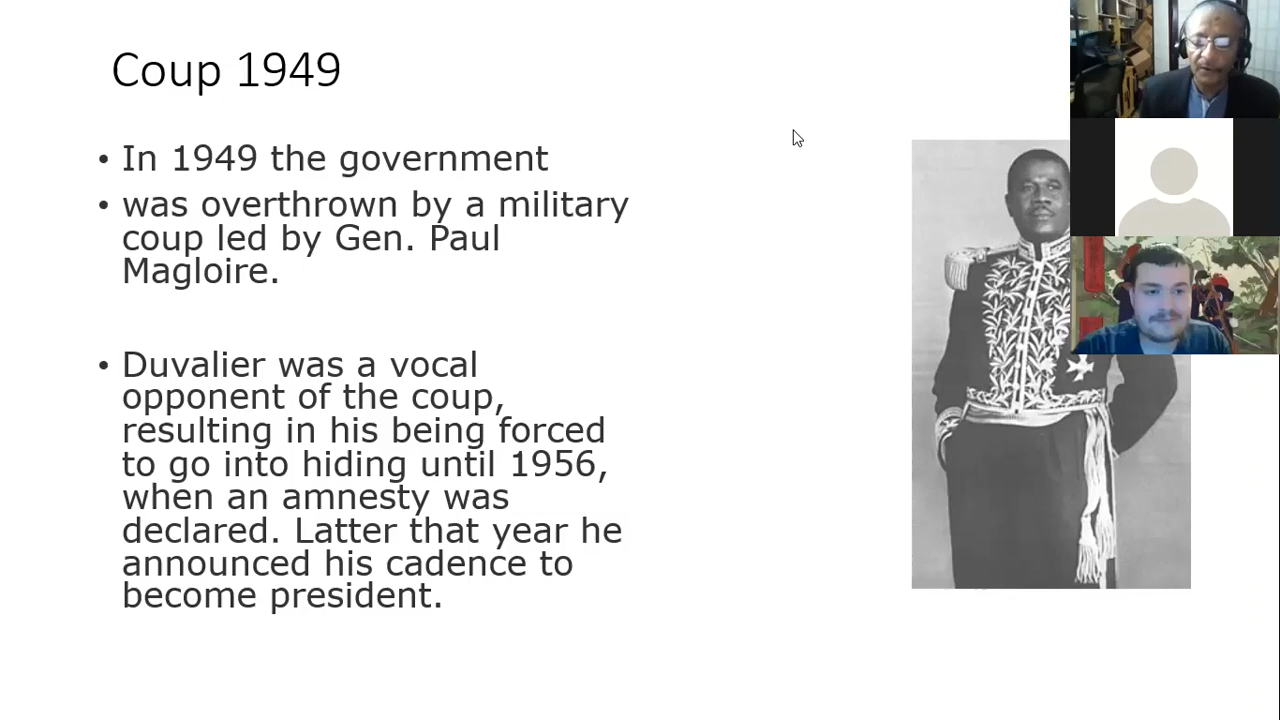 Coup 1949
• In 1949 the government
• was overthrown by a military
coup led by Gen. Paul
Magloire.
• Duvalier was a vocal
opponent of the coup,
resulting in his being forced
to go into hiding until 1956,
when an amnesty was
declared. Latter that year he
announced his cadence to
become president.